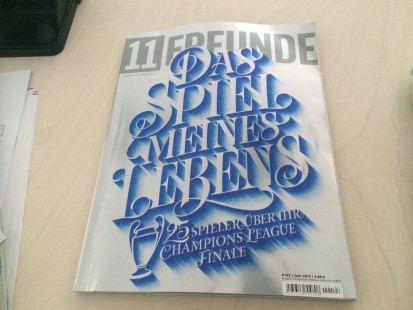 11FREUNDE
DAS
SPIEL
MEINES
LEBENS
25 SPIELER ÜBER IHR
CHAMPIONS LEAGUE
FINALE